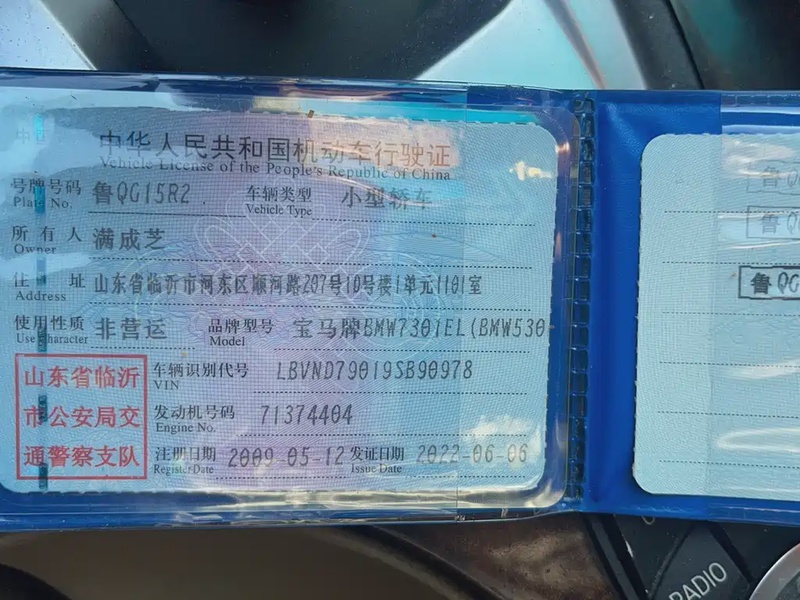 中华人民共和国机动车行驶证
Vehicle License of the People's Republic of China
号牌号码 鲁QG15R2 车辆类型 小型轿车
Plate No. Vehicle Type
所有人 满成芝
Owner
住址 山东省临沂市河东区顺河路207号10号楼1单元1101室
Address
使用性质 非营运 品牌型号 宝马牌BMW7301EL(BMW530
Use Character Model
山东省临沂
市公安局交
通警察支队
车辆识别代号 LBVND79019SB90978
VIN
发动机号码 71374404
Engine No.
注册日期 2009-05-12 发证日期 2022-06-06
Register Date Issue Date
鲁QG
RADIO